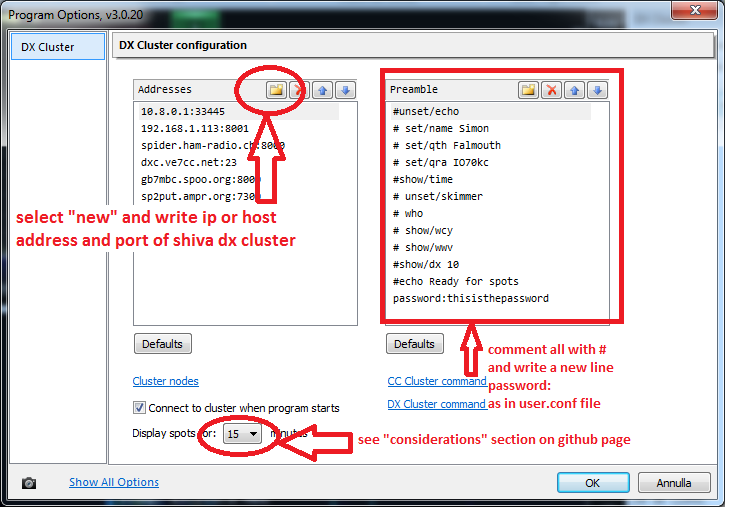 Program Options, v3.0.20
DX Cluster
DX Cluster configuration
Addresses
10.8.0.1:33445
192.168.1.113:8001
spider.ham-radio.ch:8000
dxc.ve7cc.net:23
gb7mbc.spoo.org:8000
sp2put.ampr.org:7300
select "new" and write ip or host
address and port of shiva dx cluster
Defaults
Cluster nodes
Connect to cluster when program starts
Display spots for: 15 minutes
Preamble
#unset/echo
# set/name Simon
# set/qth Falmouth
# set/qra IO70kc
#show/time
# unset/skimmer
# who
# show/wcy
# show/wwv
#show/dx 10
#echo Ready for spots
password:thisisthepassword
Defaults
CC Cluster command
DX Cluster command
comment all with #
and write a new line
password:
as in user.conf file
see "considerations" section on github page
Show All Options
OK
Annulla